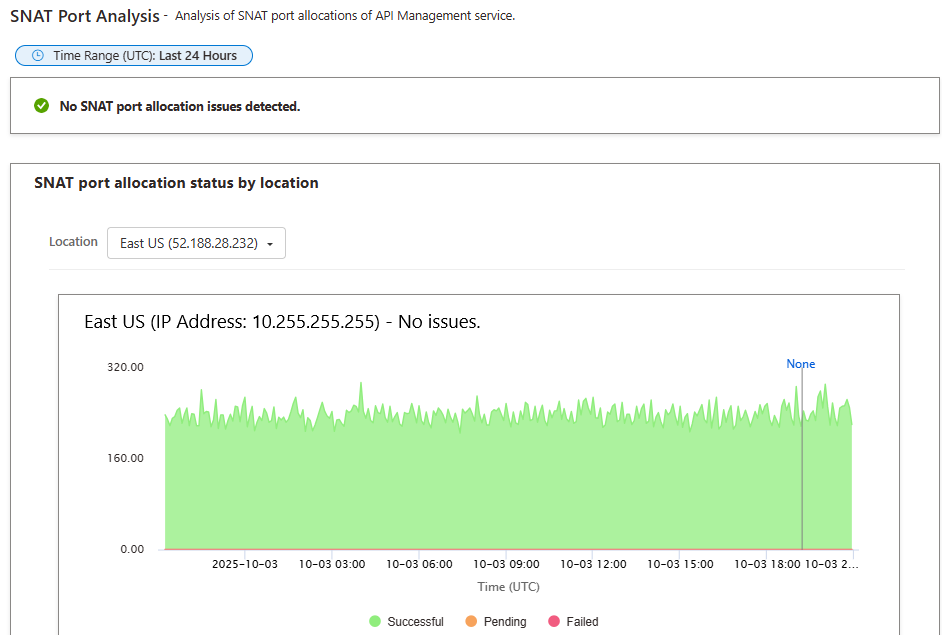 SNAT Port Analysis - Analysis of SNAT port allocations of API Management service.
Time Range (UTC): Last 24 Hours
No SNAT port allocation issues detected.
SNAT port allocation status by location
Location East US (52.188.28.232)
East US (IP Address: 10.255.255.255) - No issues.
320.00
None
160.00
0.00
2025-10-03 10-03 03:00 10-03 06:00 10-03 09:00 10-03 12:00 10-03 15:00 10-03 18:00 10-03 2...
Time (UTC)
Successful Pending Failed